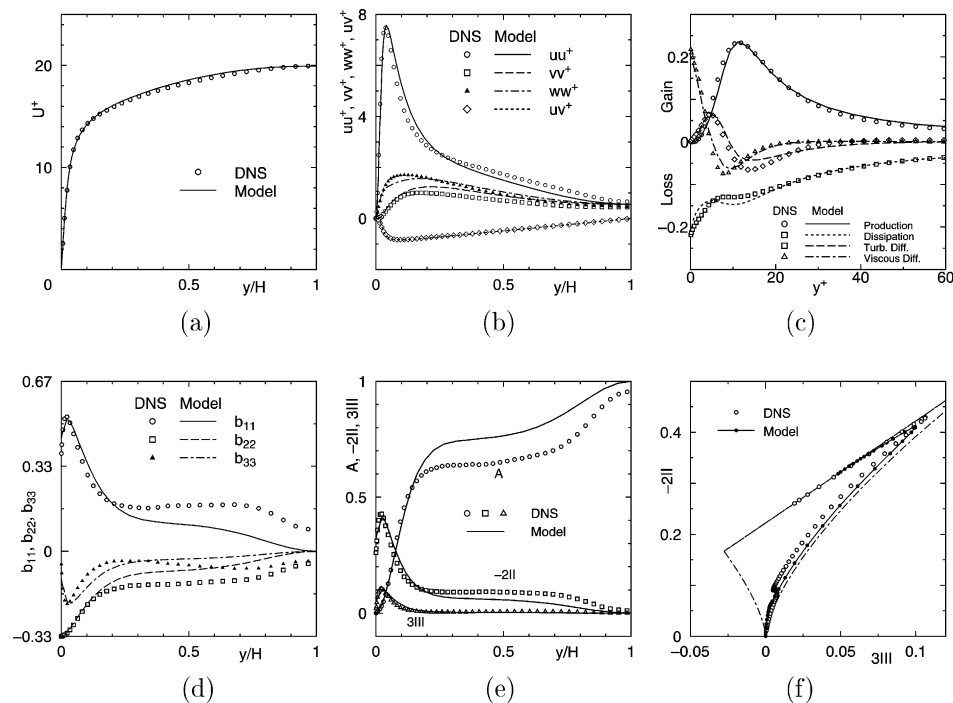 20
10
0
0
0.5
1
U+
y/H
DNS
Model
(a)
8
6
4
2
0
0
0.5
1
uu+, vv+, ww+, uv+
y/H
DNS Model
uu+
vv+
ww+
uv+
(b)
0.2
0
−0.2
0
20
40
60
Gain
Loss
y+
DNS Model
Production
Dissipation
Turb. Diff.
Viscous Diff.
(c)
0.67
0.33
0
−0.33
0
0.5
1
b11, b22, b33
y/H
DNS Model
b11
b22
b33
(d)
1
0.5
0
0
0.5
1
A, −2II, 3III
y/H
A
DNS
Model
−2II
3III
(e)
0.4
0.2
0
−0.05
0
0.05
0.1
−2II
3III
DNS
Model
(f)